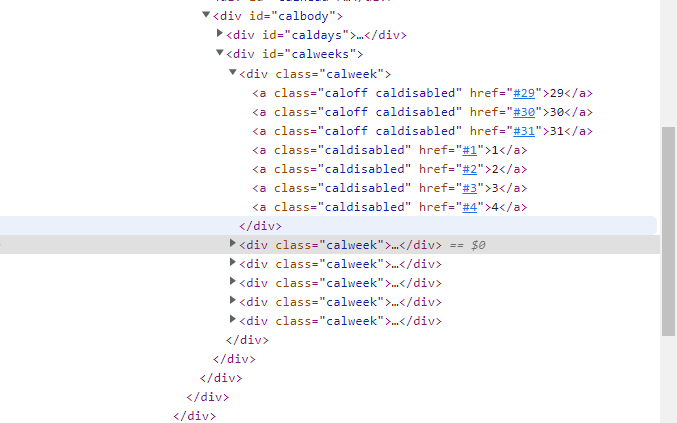 <div id="calbody">
<div id="caldays">…</div>
<div id="calweeks">
<div class="calweek">
<a class="caloff caldisabled" href="#29">29</a>
<a class="caloff caldisabled" href="#30">30</a>
<a class="caloff caldisabled" href="#31">31</a>
<a class="caldisabled" href="#1">1</a>
<a class="caldisabled" href="#2">2</a>
<a class="caldisabled" href="#3">3</a>
<a class="caldisabled" href="#4">4</a>
</div>
<div class="calweek">…</div> == $0
<div class="calweek">…</div>
<div class="calweek">…</div>
<div class="calweek">…</div>
<div class="calweek">…</div>
</div>
</div>
</div>
</div>
</div>